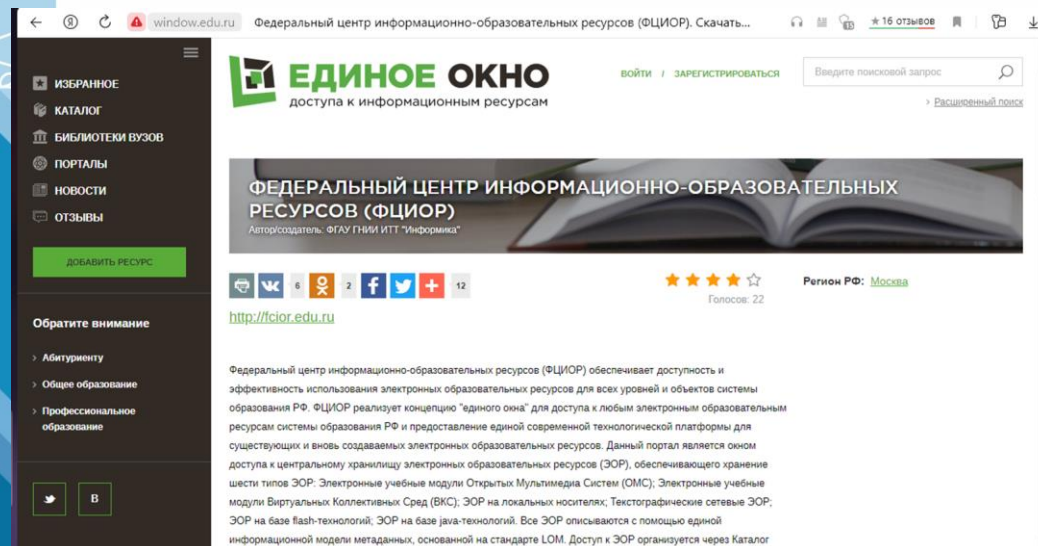 window.edu.ru
Федеральный центр информационно-образовательных ресурсов (ФЦИОР). Скачать...
★ 16 отзывов
ИЗБРАННОЕ
КАТАЛОГ
БИБЛИОТЕКИ ВУЗОВ
ПОРТАЛЫ
НОВОСТИ
ОТЗЫВЫ
ДОБАВИТЬ РЕСУРС
Обратите внимание
> Абитуриенту
> Общее образование
> Профессиональное
образование
В
ЕДИНОЕ ОКНО
доступа к информационным ресурсам
ВОЙТИ / ЗАРЕГИСТРИРОВАТЬСЯ
Введите поисковой запрос
> Расширенный поиск
ФЕДЕРАЛЬНЫЙ ЦЕНТР ИНФОРМАЦИОННО-ОБРАЗОВАТЕЛЬНЫХ
РЕСУРСОВ (ФЦИОР)
Автор/создатель: ФГАУ ГНИИ ИТТ "Информика"
6 2 12
Голосов: 22
Регион РФ: Москва
http://fcior.edu.ru
Федеральный центр информационно-образовательных ресурсов (ФЦИОР) обеспечивает доступность и
эффективность использования электронных образовательных ресурсов для всех уровней и объектов системы
образования РФ. ФЦИОР реализует концепцию "единого окна" для доступа к любым электронным образовательным
ресурсам системы образования РФ и предоставление единой современной технологической платформы для
существующих и вновь создаваемых электронных образовательных ресурсов. Данный портал является окном
доступа к центральному хранилищу электронных образовательных ресурсов (ЭОР), обеспечивающего хранение
шести типов ЭОР: Электронные учебные модули Открытых Мультимедиа Систем (ОМС); Электронные учебные
модули Виртуальных Коллективных Сред (ВКС); ЭОР на локальных носителях; Текстографические сетевые ЭОР;
ЭОР на базе flash-технологий; ЭОР на базе java-технологий. Все ЭОР описываются с помощью единой
информационной модели метаданных, основанной на стандарте LOM. Доступ к ЭОР организуется через Каталог